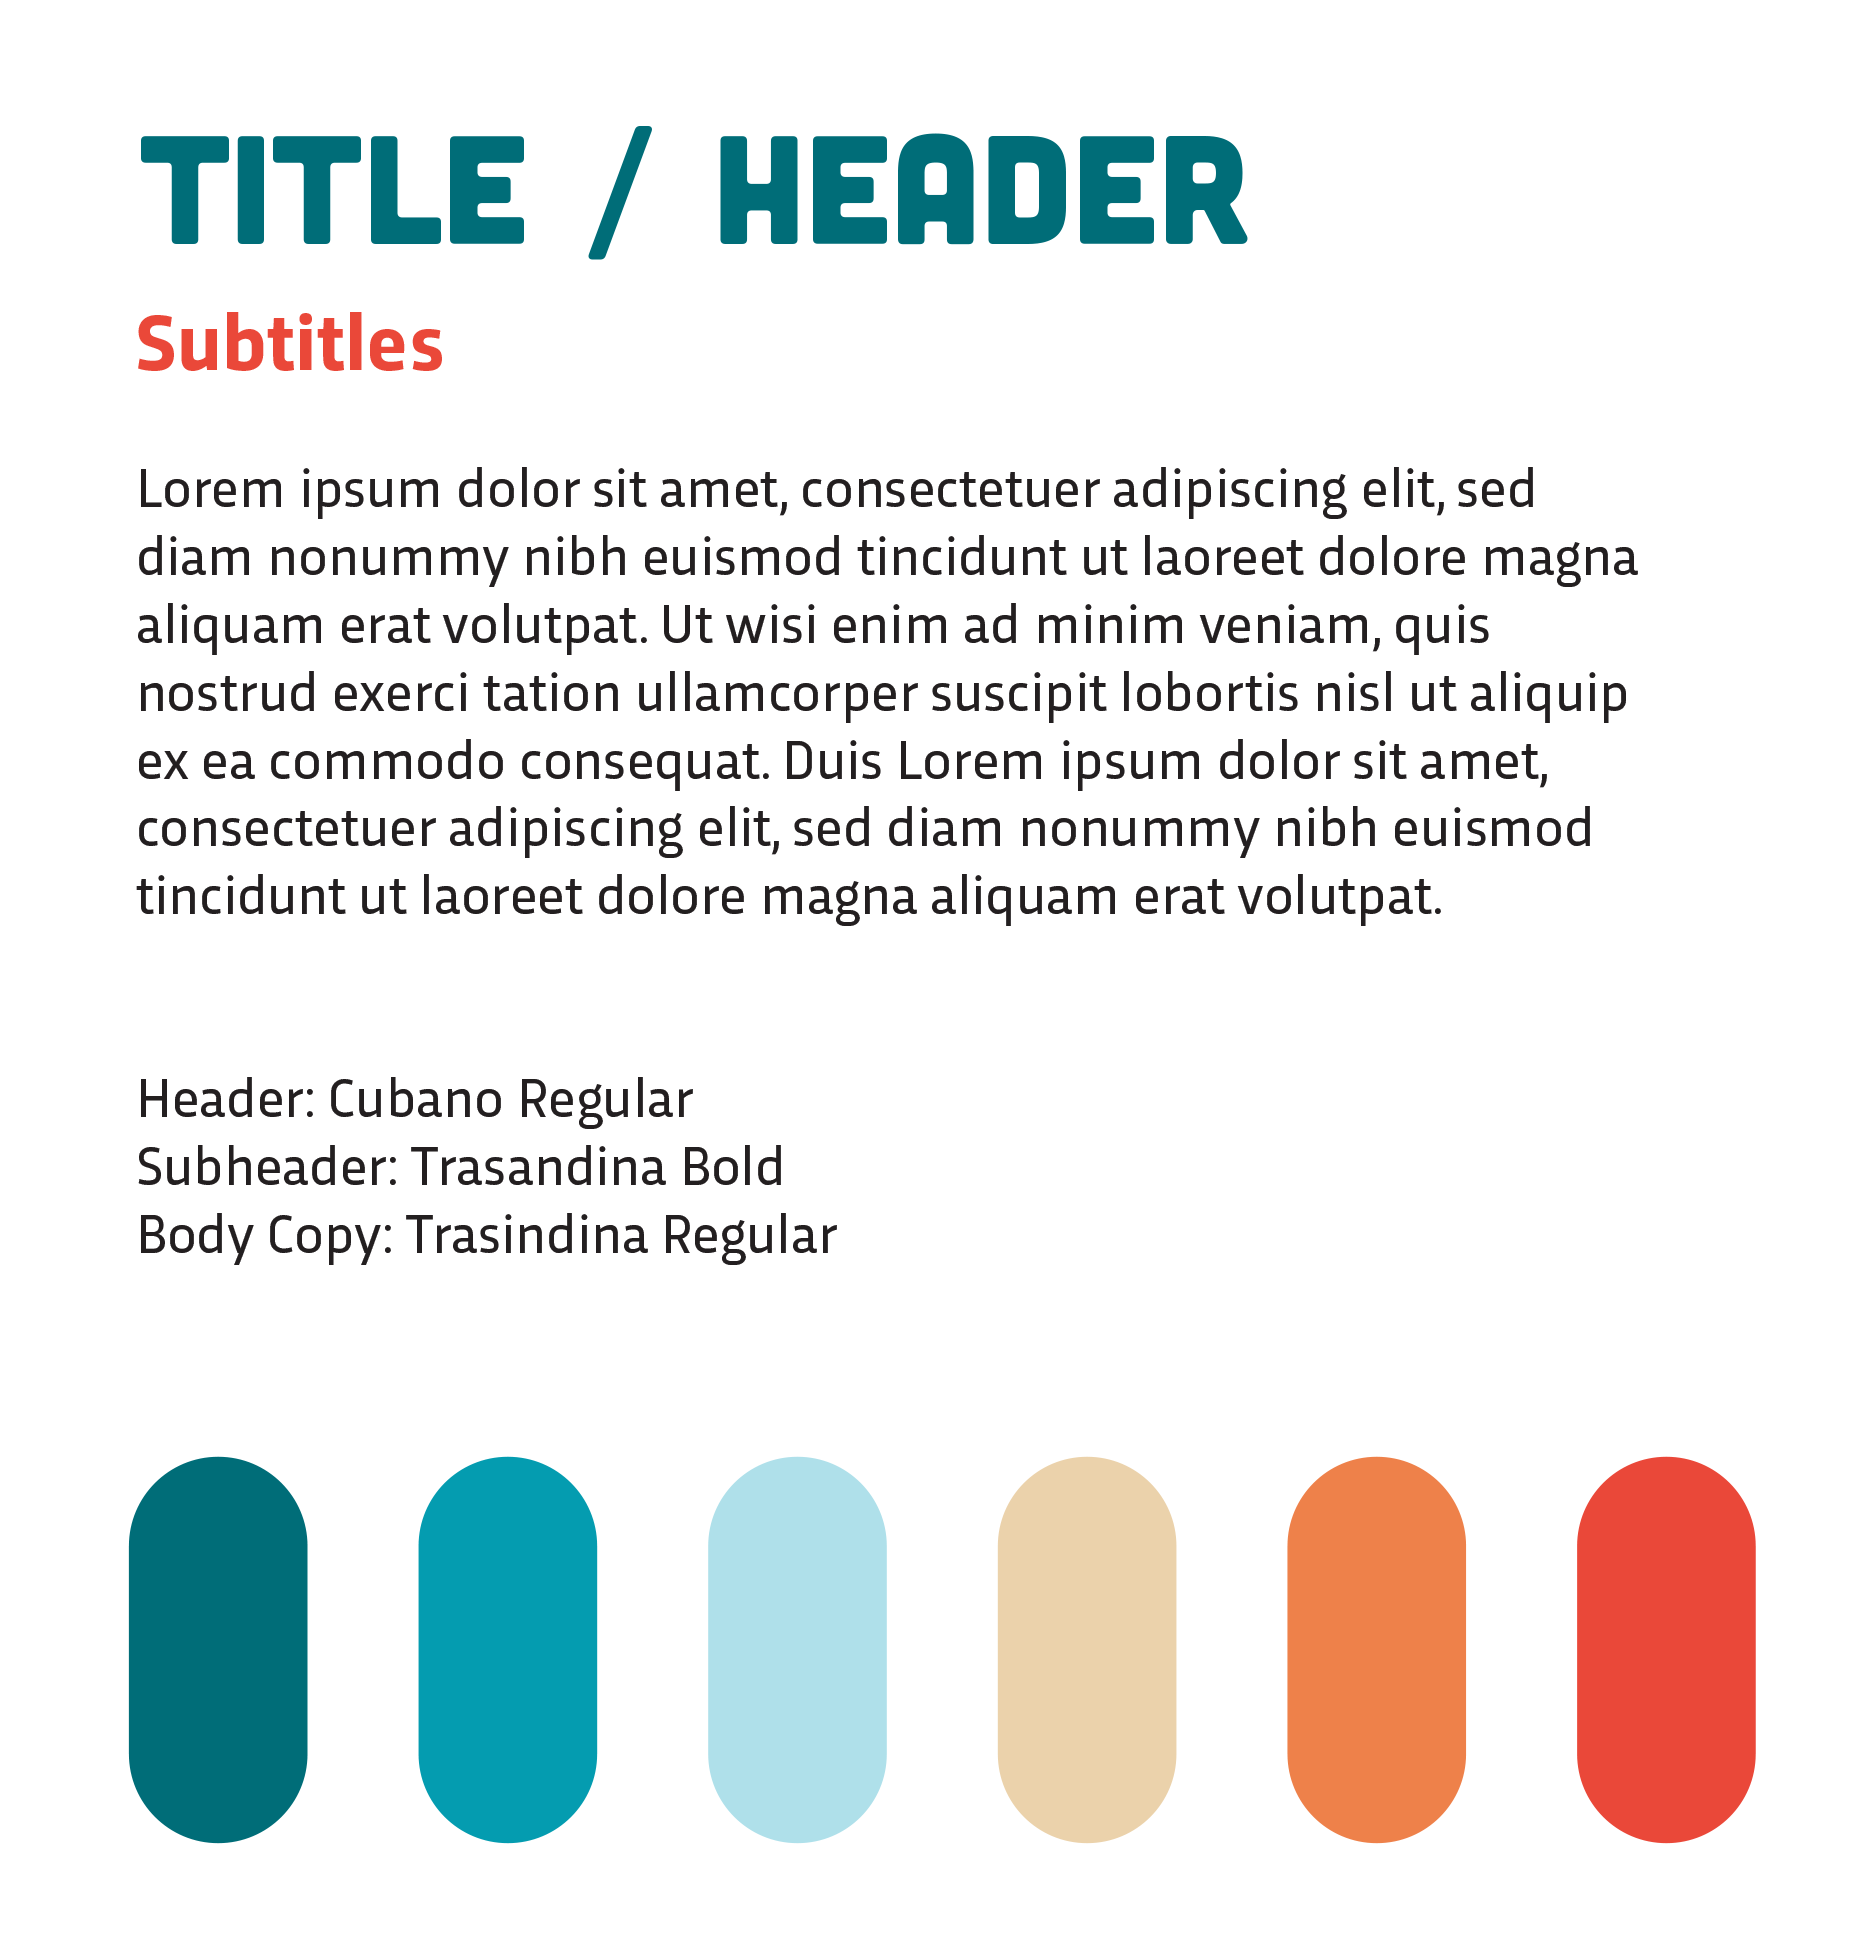 TITLE / HEADER
Subtitles
Lorem ipsum dolor sit amet, consectetuer adipiscing elit, sed
diam nonummy nibh euismod tincidunt ut laoreet dolore magna
aliquam erat volutpat. Ut wisi enim ad minim veniam, quis
nostrud exerci tation ullamcorper suscipit lobortis nisl ut aliquip
ex ea commodo consequat. Duis Lorem ipsum dolor sit amet,
consectetuer adipiscing elit, sed diam nonummy nibh euismod
tincidunt ut laoreet dolore magna aliquam erat volutpat.
Header: Cubano Regular
Subheader: Trasandina Bold
Body Copy: Trasindina Regular